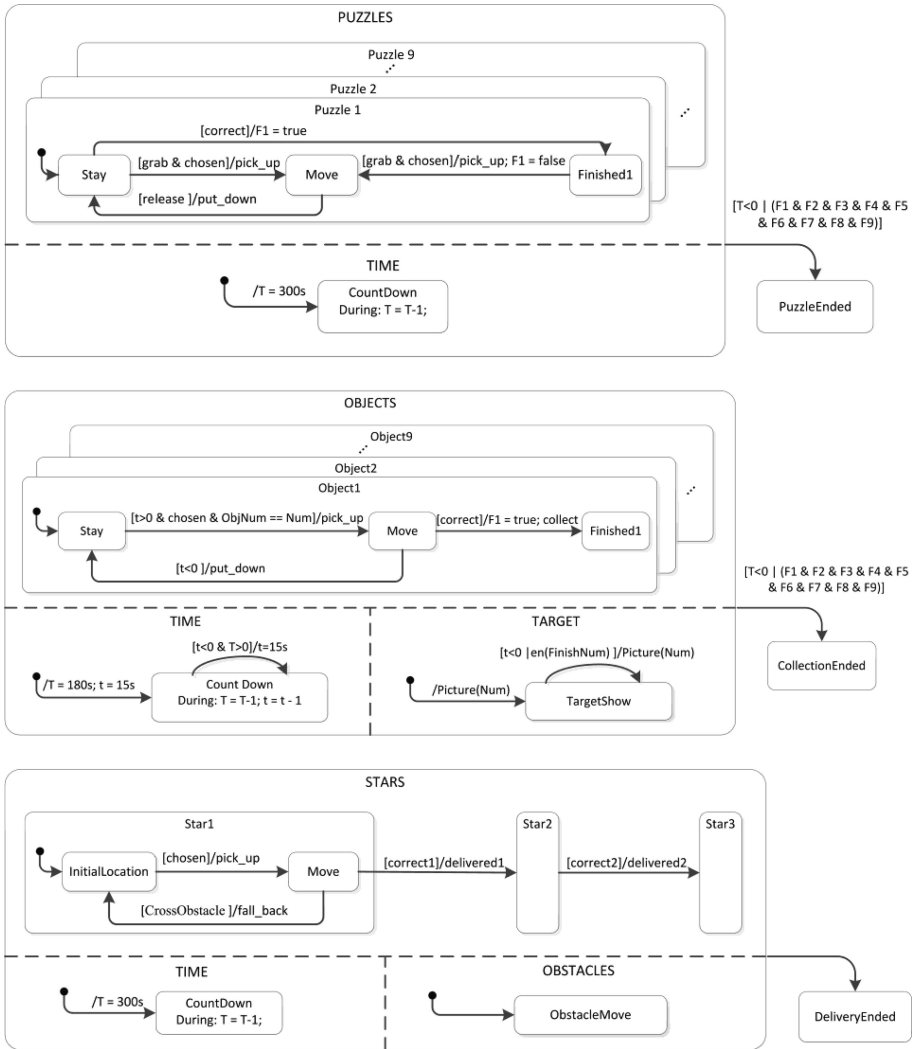 PUZZLES
Puzzle 9
Puzzle 2
Puzzle 1
[correct]/F1 = true
[grab & chosen]/pick_up
[grab & chosen]/pick_up; F1 = false
Stay
Move
Finished1
[release ]/put_down
[T<0 | (F1 & F2 & F3 & F4 & F5
& F6 & F7 & F8 & F9)]
TIME
/T = 300s
CountDown
During: T = T-1;
PuzzleEnded
OBJECTS
Object9
Object2
Object1
[t>0 & chosen & ObjNum == Num]/pick_up
[correct]/F1 = true; collect
Stay
Move
Finished1
[t<0 ]/put_down
[T<0 | (F1 & F2 & F3 & F4 & F5
& F6 & F7 & F8 & F9)]
TIME
[t<0 & T>0]/t=15s
/T = 180s; t = 15s
Count Down
During: T = T-1; t = t - 1
TARGET
[t<0 |en(FinishNum) ]/Picture(Num)
/Picture(Num)
TargetShow
CollectionEnded
STARS
Star1
Star2
Star3
[chosen]/pick_up
[correct1]/delivered1
[correct2]/delivered2
InitialLocation
Move
[CrossObstacle ]/fall_back
TIME
/T = 300s
CountDown
During: T = T-1;
OBSTACLES
ObstacleMove
DeliveryEnded